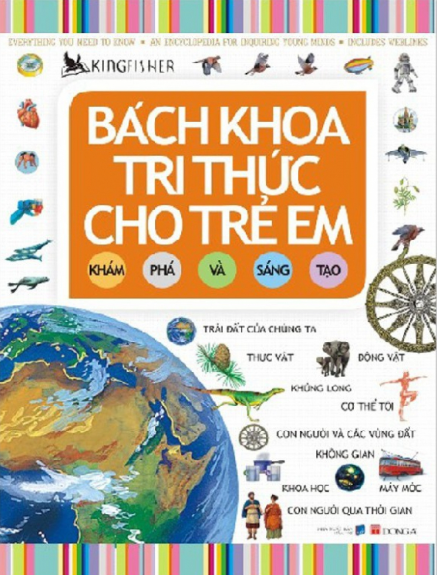 EVERYTHING YOU NEED TO KNOW • AN ENCYCLOPEDIA FOR INQUIRING YOUNG MINDS • INCLUDES WEBLINKS
KINGFISHER
BÁCH KHOA
TRI THỨC
CHO TRẺ EM
KHÁM PHÁ VÀ SÁNG TẠO
TRÁI ĐẤT CỦA CHÚNG TA
THỰC VẬT
ĐỘNG VẬT
KHỦNG LONG
CƠ THỂ TÔI
CON NGƯỜI VÀ CÁC VÙNG ĐẤT
KHÔNG GIAN
KHOA HỌC
MÁY MÓC
CON NGƯỜI QUA THỜI GIAN
ĐÔNG A